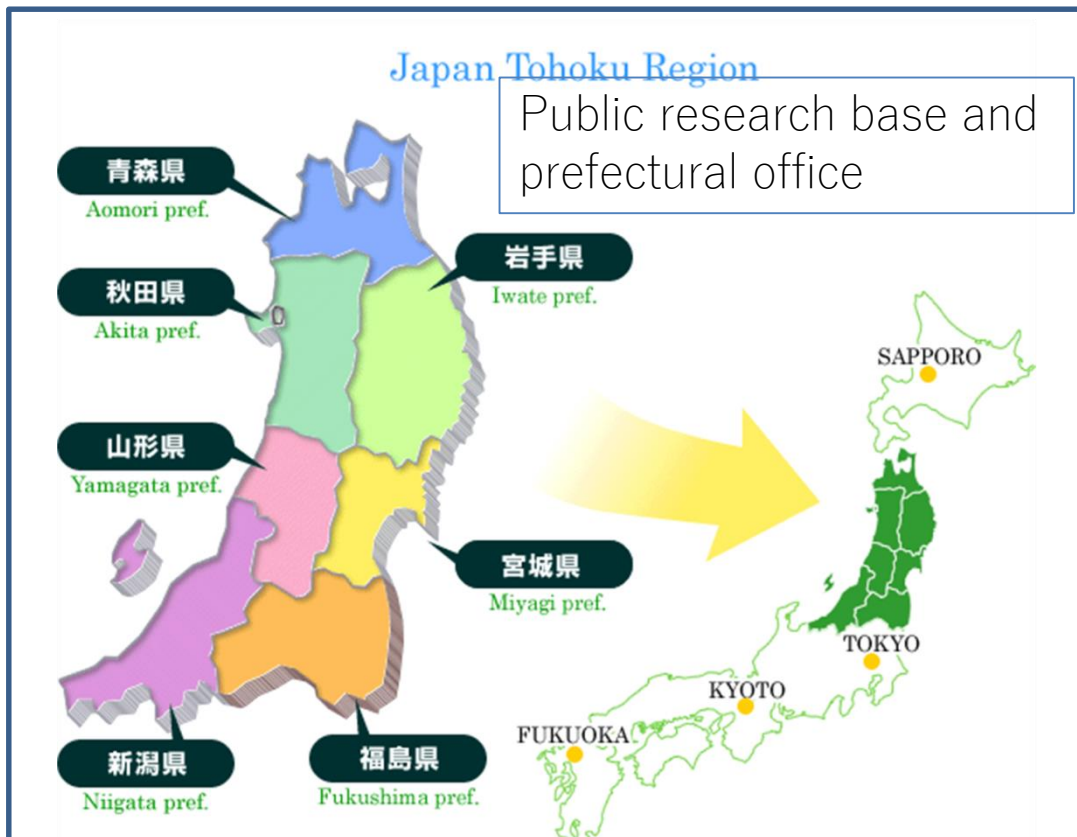 Japan Tohoku Region
Public research base and
prefectural office
青森県
Aomori pref.
岩手県
Iwate pref.
秋田県
Akita pref.
山形県
Yamagata pref.
宮城県
Miyagi pref.
新潟県
Niigata pref.
福島県
Fukushima pref.
SAPPORO
TOKYO
KYOTO
FUKUOKA